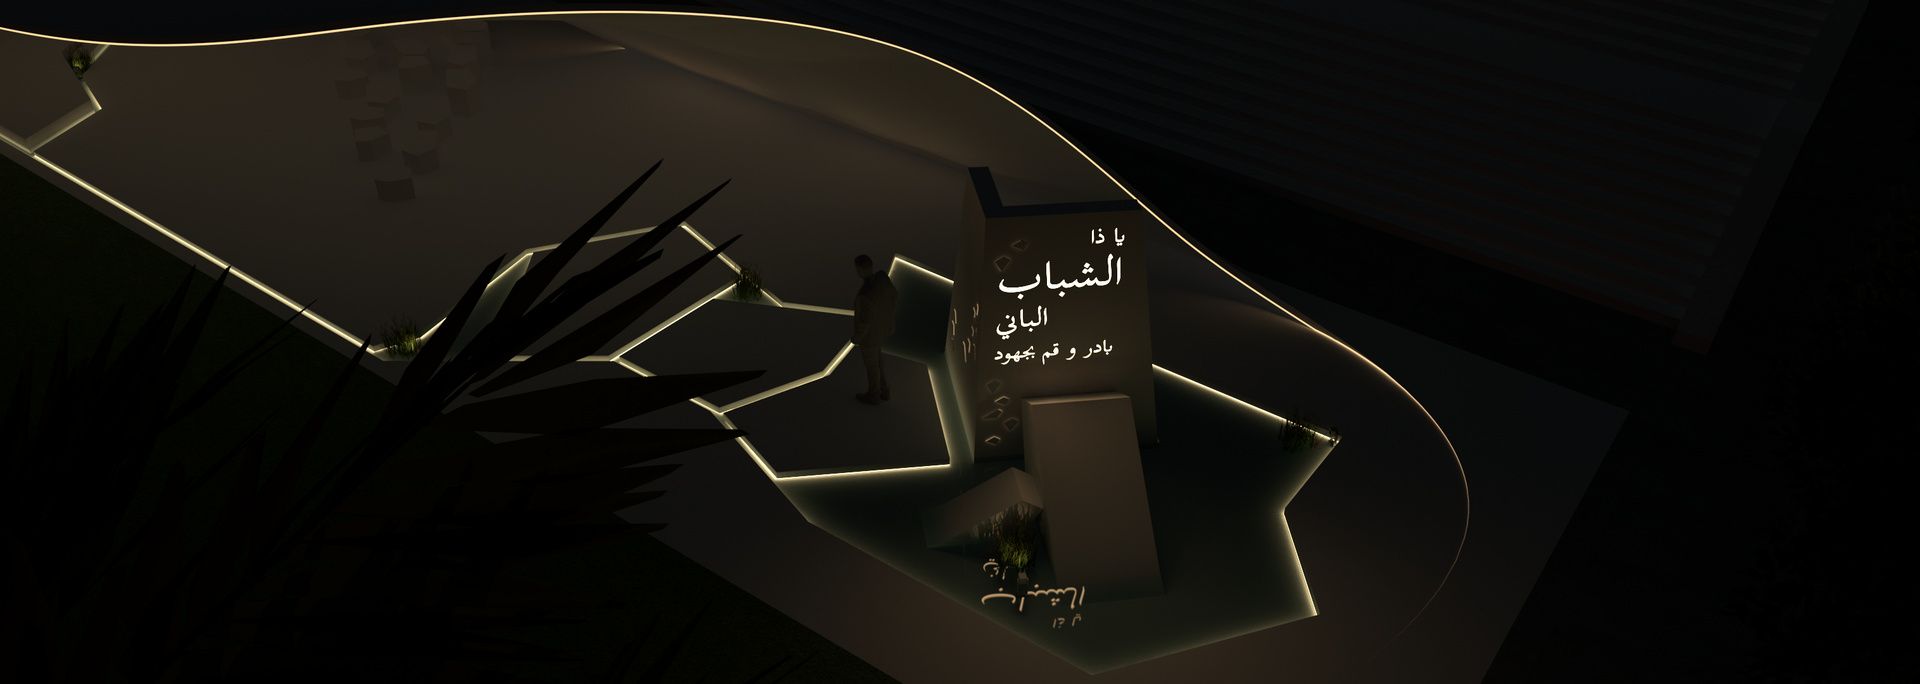 يا ذا
الشباب
الباني
بادر و قم بجهود